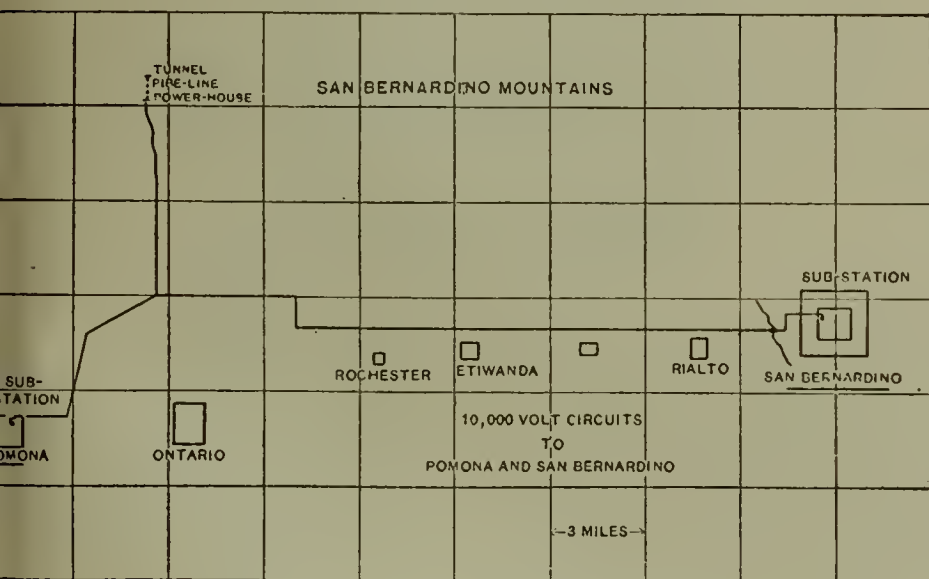 TUNNEL
PIPE-LINE
POWER-HOUSE
SAN BERNARDINO MOUNTAINS
SUB-STATION
ROCHESTER
ETIWANDA
RIALTO
SAN BERNARDINO
SUB-
STATION
OMONA
ONTARIO
10,000 VOLT CIRCUITS
TO
POMONA AND SAN BERNARDINO
3 MILES